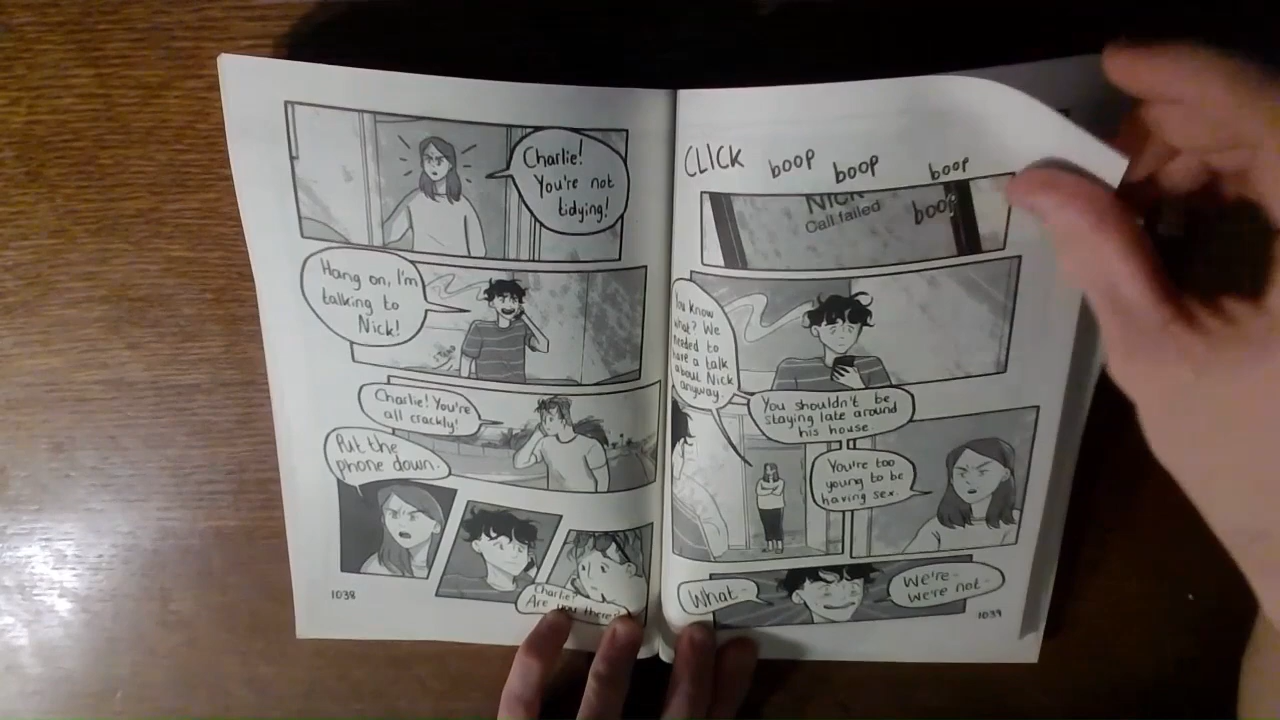 Charlie!
You're not
tidying!
Hang on, I'm
talking to
Nick!
Charlie! You're
all crackly!
Put the
phone down.
Charlie?
Are you there?
1038
CLICK boop boop boop
boop
NICK
Call failed
You know
what? We
needed to
have a talk
about Nick
anyway.
You shouldn't be
staying late around
his house.
You're too
young to be
having sex.
What-
We're-
We're not-
1039